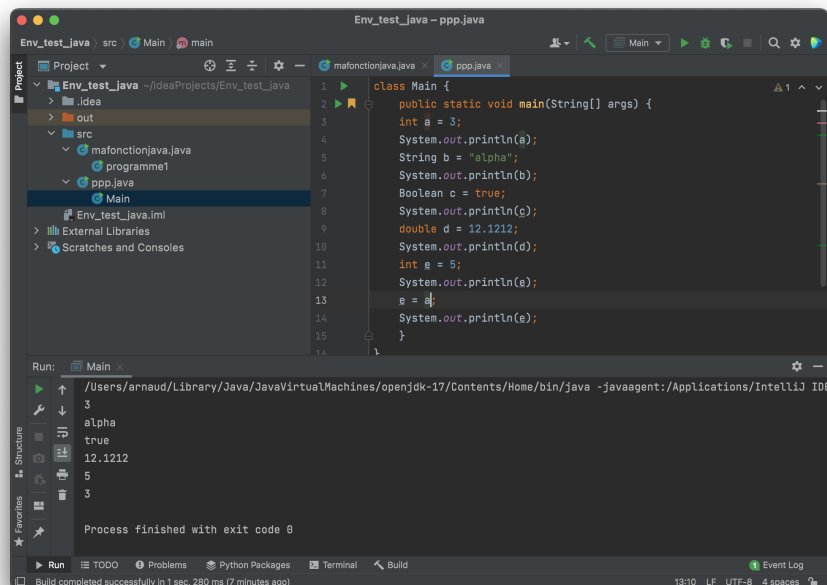 Env_test_java – ppp.java
Env_test_java src Main main
Main
Project
Project
mafonctionjava.java
ppp.java
Env_test_java ~/IdeaProjects/Env_test_java
.idea
out
src
mafonctionjava.java
programme1
ppp.java
Main
Env_test_java.iml
External Libraries
Scratches and Consoles
1 class Main {
2 public static void main(String[] args) {
3 int a = 3;
4 System.out.println(a);
5 String b = "alpha";
6 System.out.println(b);
7 Boolean c = true;
8 System.out.println(c);
9 double d = 12.1212;
10 System.out.println(d);
11 int e = 5;
12 System.out.println(e);
13 e = a;
14 System.out.println(e);
15 }
16 }
1
Run: Main
/Users/arnaud/Library/Java/JavaVirtualMachines/openjdk-17/Contents/Home/bin/java -javaagent:/Applications/IntelliJ IDE
3
alpha
true
12.1212
5
3
Process finished with exit code 0
Structure
Favorites
Run TODO Problems Python Packages Terminal Build 1 Event Log
Build completed successfully in 1 sec, 280 ms (7 minutes ago) 13:10 LF UTF-8 4 spaces